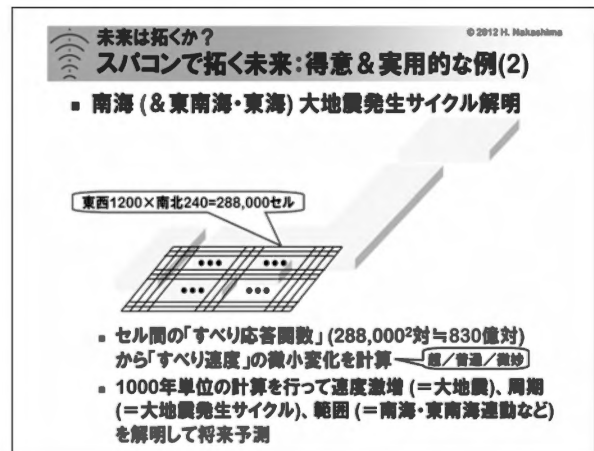 © 2012 H. Nakashima
未来は拓くか？
スパコンで拓く未来：得意＆実用的な例(2)
▪ 南海 (＆東南海・東海) 大地震発生サイクル解明
東西1200×南北240=288,000セル
▪ セル間の「すべり応答関数」 (288,000²対≒830億対)
から「すべり速度」の微小変化を計算
超／普通／微妙
▪ 1000年単位の計算を行って速度激増 (＝大地震)、周期
(＝大地震発生サイクル)、範囲 (＝南海・東南海連動など)
を解明して将来予測